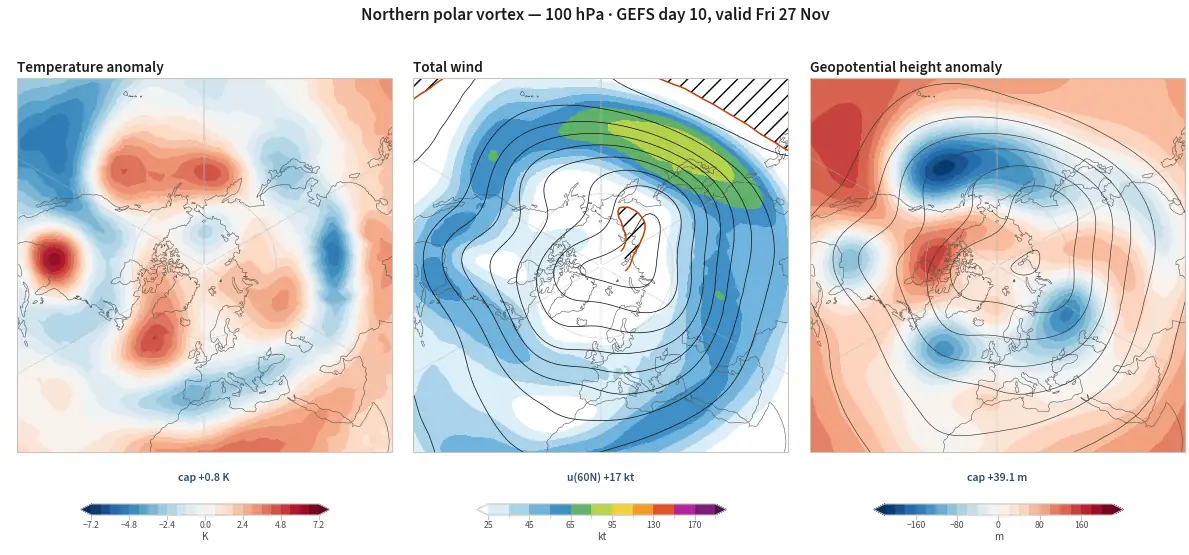 Northern polar vortex — 100 hPa · GEFS day 10, valid Fri 27 Nov
Temperature anomaly
Total wind
Geopotential height anomaly
cap +0.8 K
u(60N) +17 kt
cap +39.1 m
−7.2 −4.8 −2.4 0.0 2.4 4.8 7.2
K
25 45 65 95 130 170
kt
−160 −80 0 80 160
m